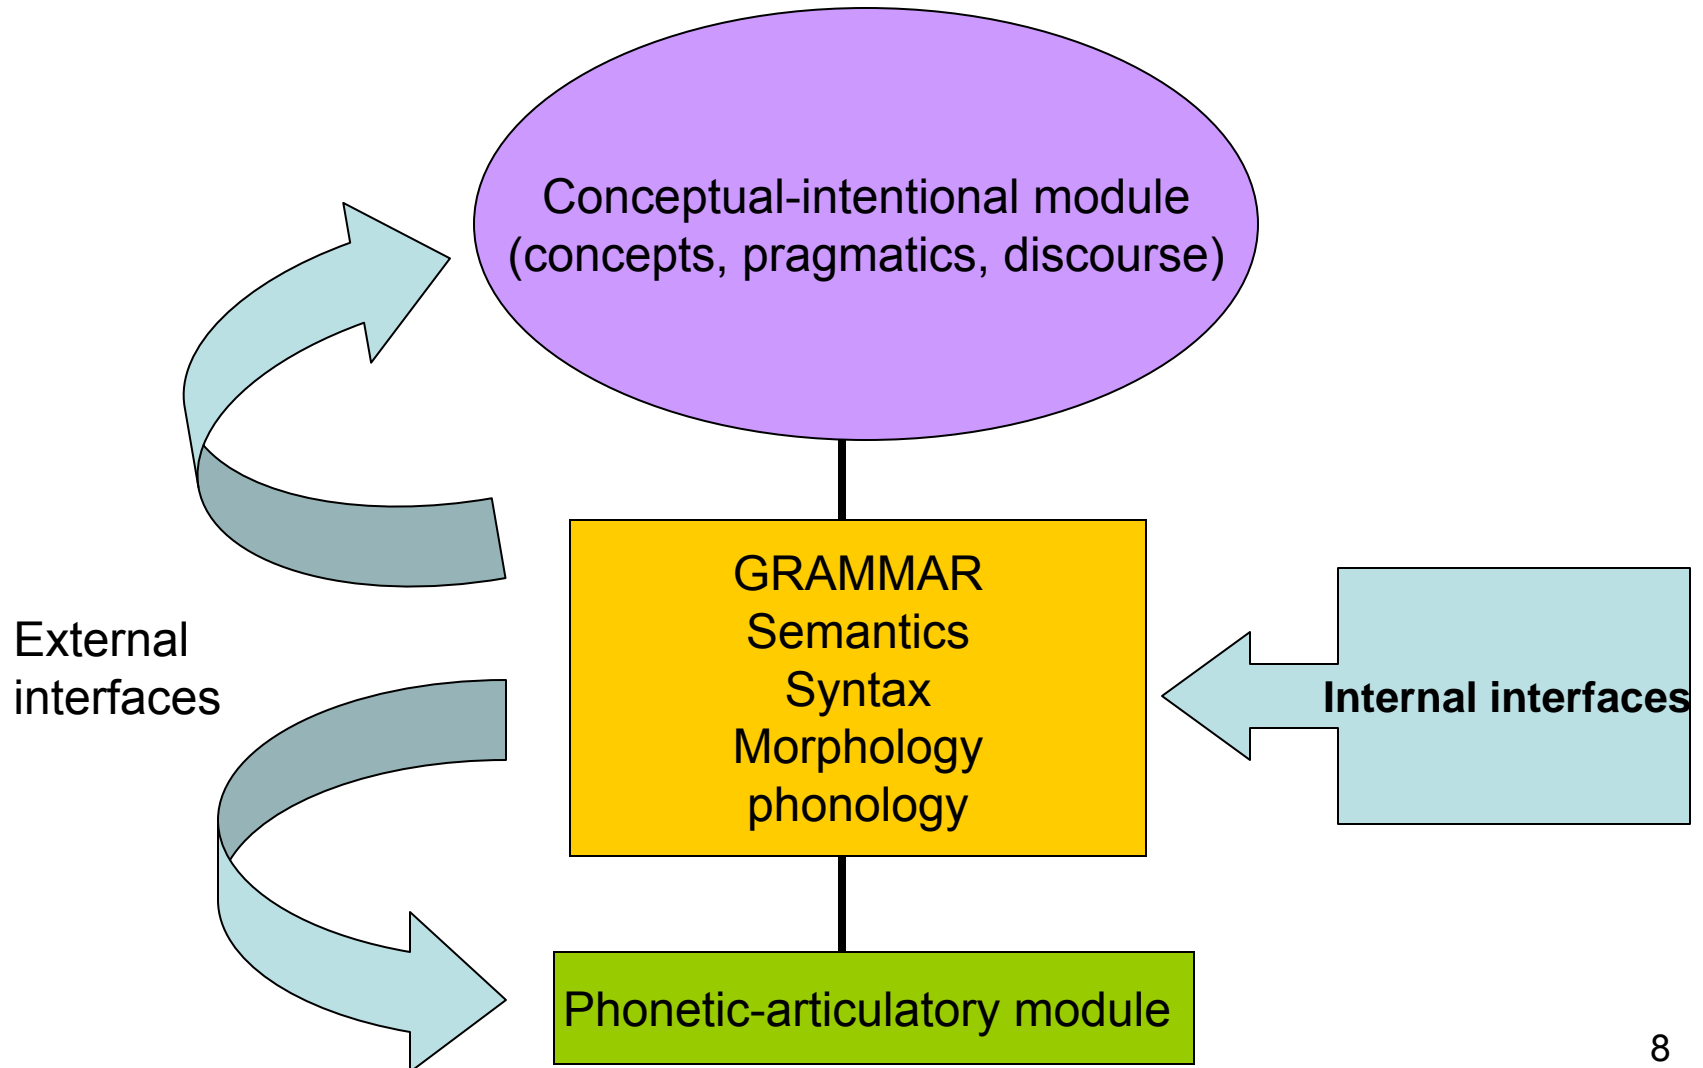 Conceptual-intentional module
(concepts, pragmatics, discourse)
GRAMMAR
Semantics
Syntax
Morphology
phonology
External
interfaces
Internal interfaces
Phonetic-articulatory module
8